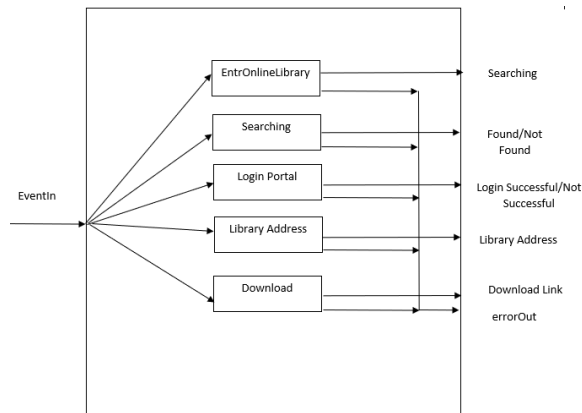 EntrOnlineLibrary
Searching
Searching
Found/Not
Found
Login Portal
Login Successful/Not
Successful
EventIn
Library Address
Library Address
Download
Download Link
errorOut